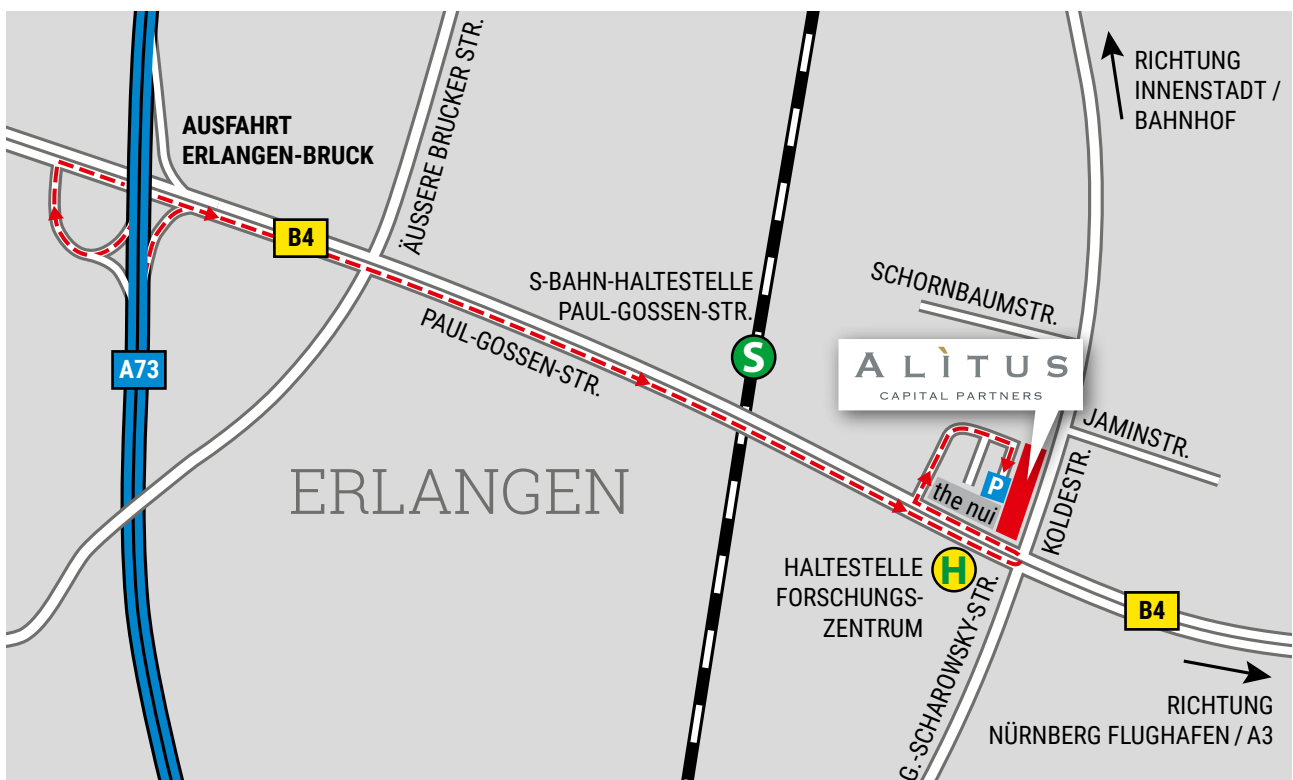 RICHTUNG
INNENSTADT /
BAHNHOF
AUSFAHRT
ERLANGEN-BRUCK
ÄUSSERE BRUCKER STR.
B4
S-BAHN-HALTESTELLE
PAUL-GOSSEN-STR.
SCHORNBAUMSTR.
PAUL-GOSSEN-STR.
S
A73
ALÌTUS
CAPITAL PARTNERS
JAMINSTR.
KOLDESTR.
ERLANGEN
P
the nui
HALTESTELLE
FORSCHUNGS-
ZENTRUM
H
G.-SCHAROWSKY-STR.
B4
RICHTUNG
NÜRNBERG FLUGHAFEN / A3